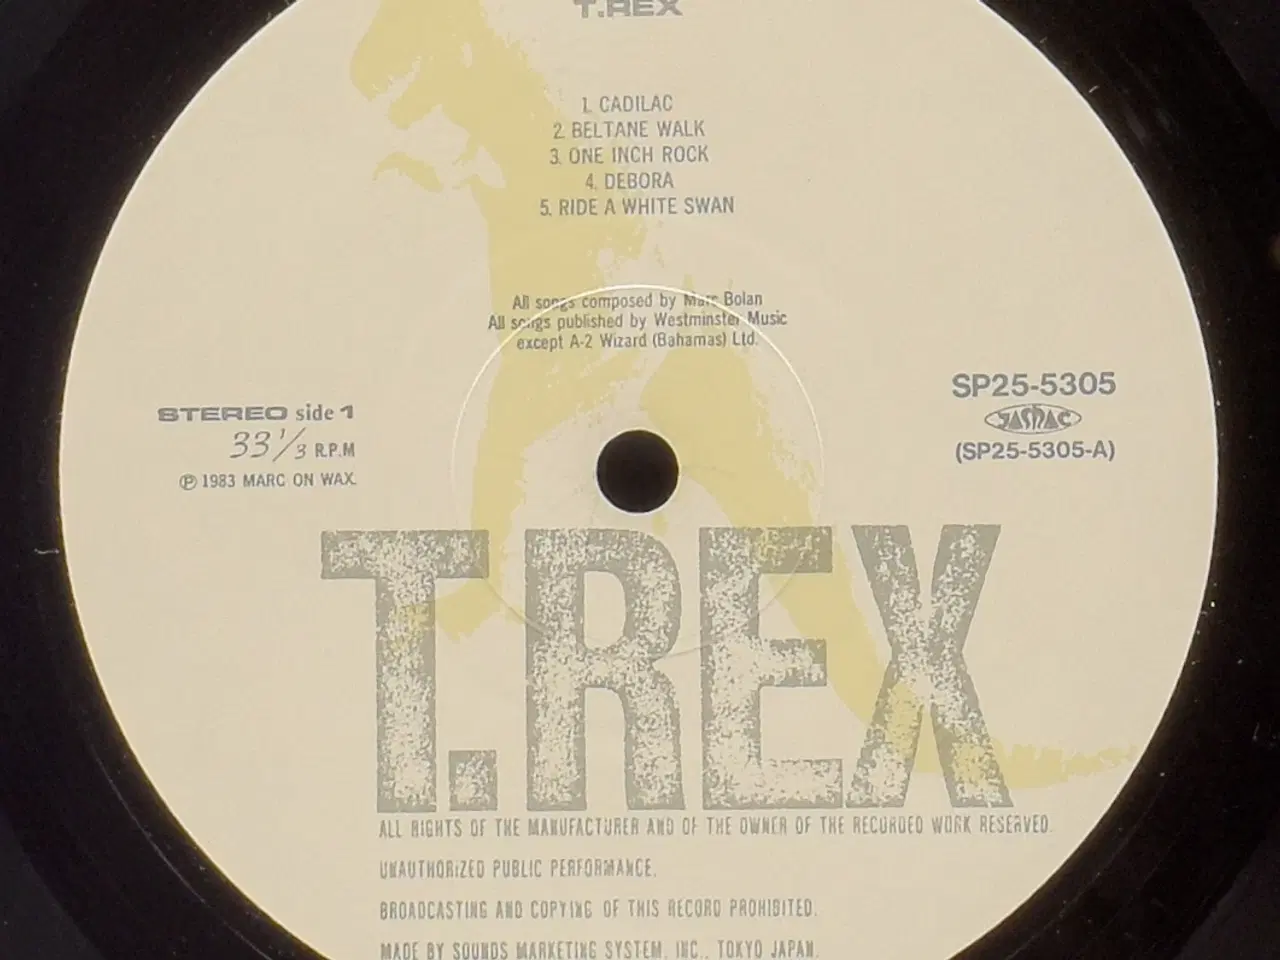 T.REX
1. CADILAC
2. BELTANE WALK
3. ONE INCH ROCK
4. DEBORA
5. RIDE A WHITE SWAN
All songs composed by Marc Bolan
All songs published by Westminster Music
except A-2 Wizard (Bahamas) Ltd.
STEREO side 1
33 1/3 R.P.M
Ⓟ 1983 MARC ON WAX.
SP25-5305
JASRAC
(SP25-5305-A)
T.REX
ALL RIGHTS OF THE MANUFACTURER AND OF THE OWNER OF THE RECORDED WORK RESERVED.
UNAUTHORIZED PUBLIC PERFORMANCE.
BROADCASTING AND COPYING OF THIS RECORD PROHIBITED.
MADE BY SOUNDS MARKETING SYSTEM, INC., TOKYO JAPAN.